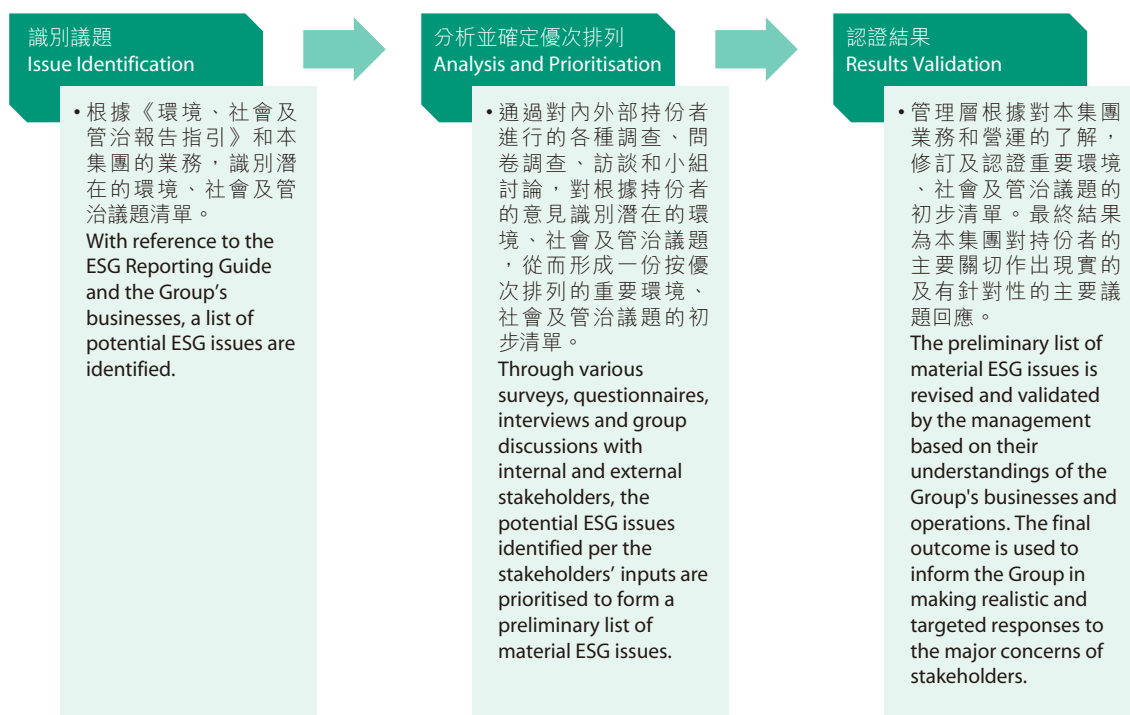 識別議題
Issue Identification
• 根據《環境、社會及
管治報告指引》和本
集團的業務，識別潛
在的環境、社會及管
治議題清單。
With reference to the
ESG Reporting Guide
and the Group’s
businesses, a list of
potential ESG issues are
identified.
分析並確定優次排列
Analysis and Prioritisation
• 通過對內外部持份者
進行的各種調查、問
卷調查、訪談和小組
討論，對根據持份者
的意見識別潛在的環
境、社會及管治議題
，從而形成一份按優
次排列的重要環境、
社會及管治議題的初
步清單。
Through various
surveys, questionnaires,
interviews and group
discussions with
internal and external
stakeholders, the
potential ESG issues
identified per the
stakeholders’ inputs are
prioritised to form a
preliminary list of
material ESG issues.
認證結果
Results Validation
• 管理層根據對本集團
業務和營運的了解，
修訂及認證重要環境
、社會及管治議題的
初步清單。最終結果
為本集團對持份者的
主要關切作出現實的
及有針對性的主要議
題回應。
The preliminary list of
material ESG issues is
revised and validated
by the management
based on their
understandings of the
Group's businesses and
operations. The final
outcome is used to
inform the Group in
making realistic and
targeted responses to
the major concerns of
stakeholders.